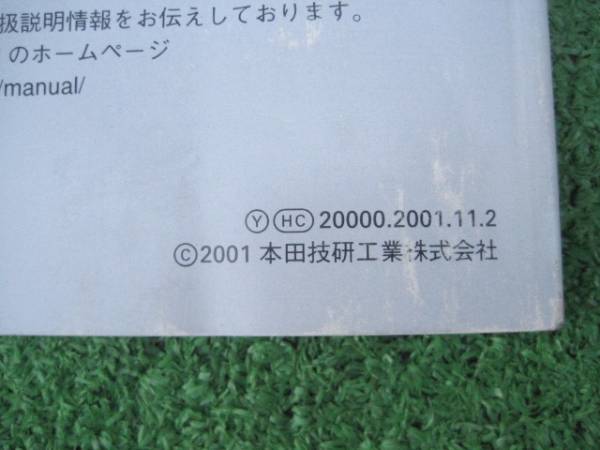 扱説明情報をお伝えしております。
のホームページ
/manual/
Ⓨ HC 20000.2001.11.2
©2001 本田技研工業株式会社